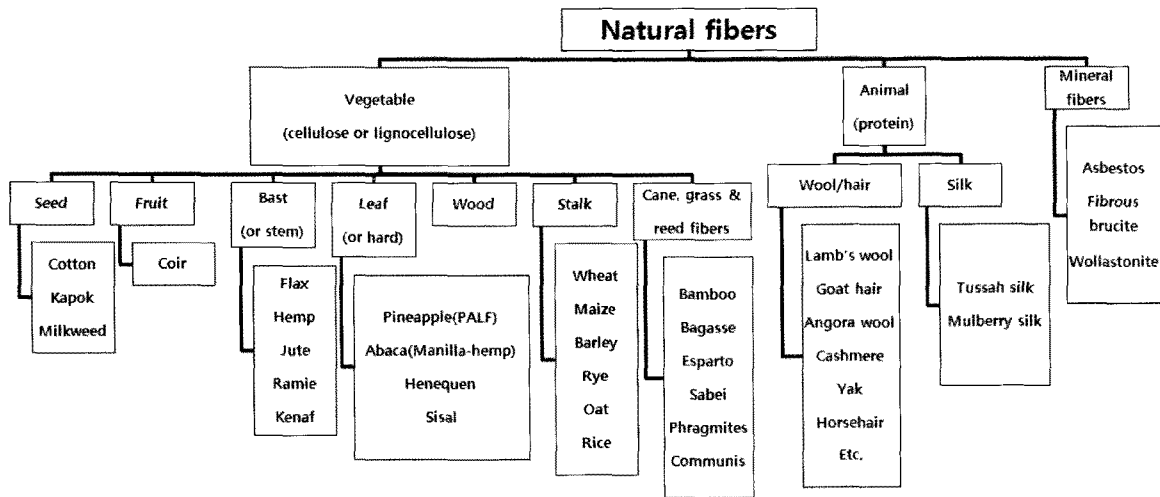 Natural fibers
Vegetable
(cellulose or lignocellulose)
Animal
(protein)
Mineral
fibers
Seed
Fruit
Bast
(or stem)
Leaf
(or hard)
Wood
Stalk
Cane, grass &
reed fibers
Wool/hair
Silk
Cotton
Kapok
Milkweed
Coir
Flax
Hemp
Jute
Ramie
Kenaf
Pineapple(PALF)
Abaca(Manilla-hemp)
Henequen
Sisal
Wheat
Maize
Barley
Rye
Oat
Rice
Bamboo
Bagasse
Esparto
Sabei
Phragmites
Communis
Lamb's wool
Goat hair
Angora wool
Cashmere
Yak
Horsehair
Etc.
Tussah silk
Mulberry silk
Asbestos
Fibrous
brucite
Wollastonite